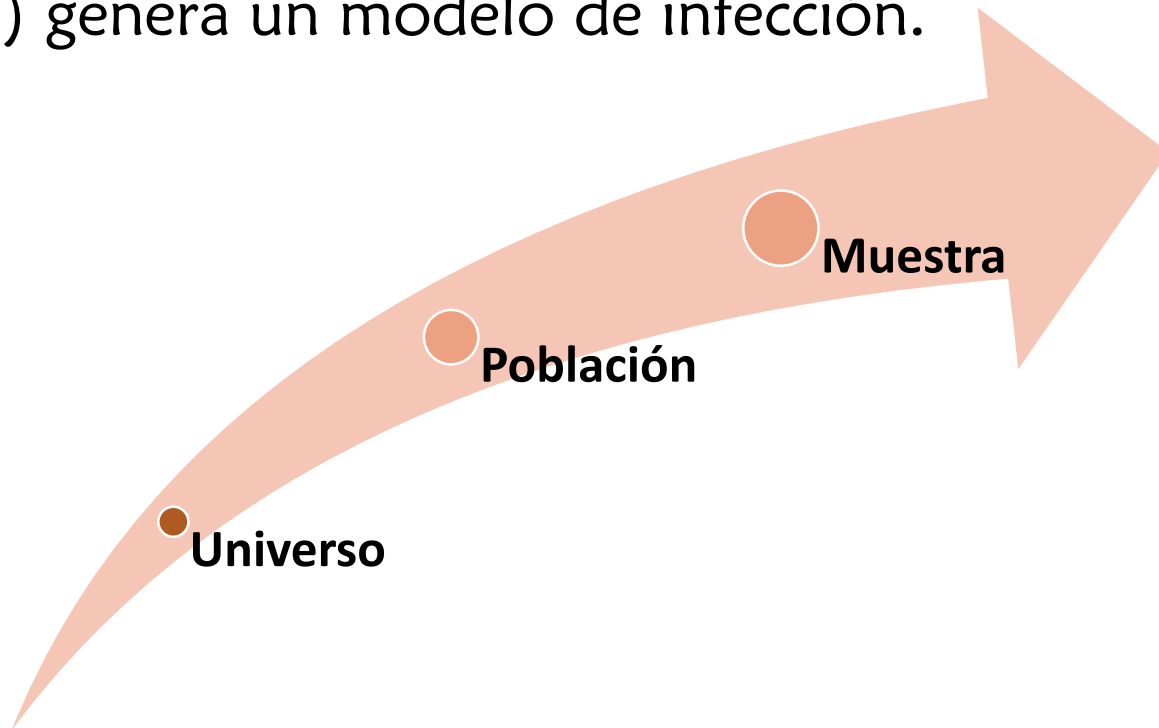 ) genera un modelo de infección.
Muestra
Población
Universo